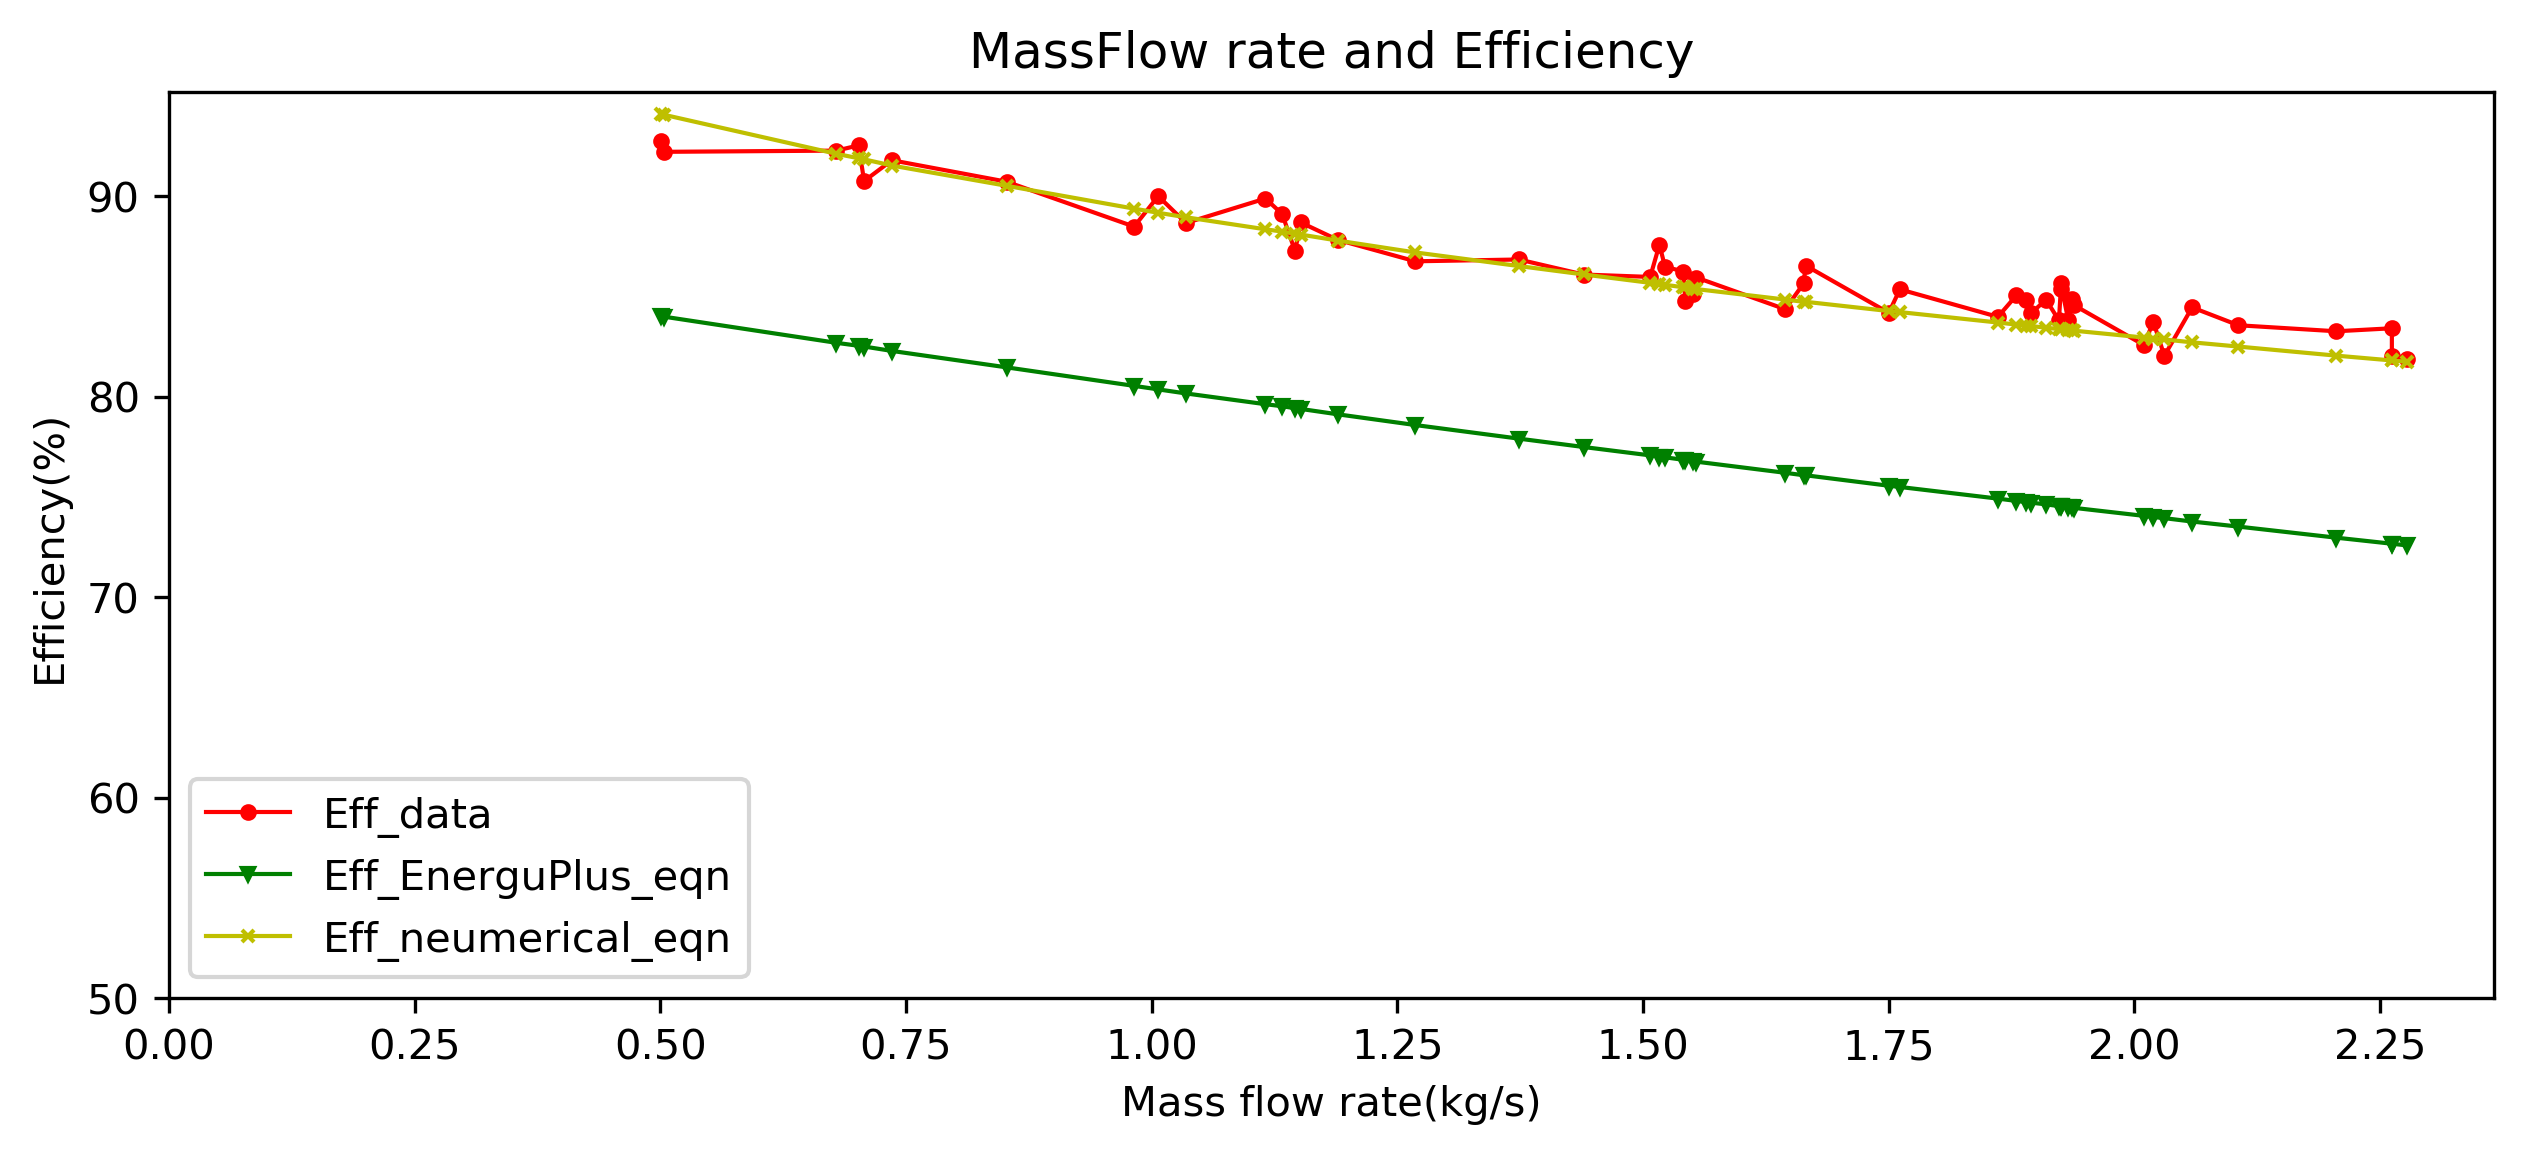 MassFlow rate and Efficiency
Efficiency(%)
90
80
70
60
50
Eff_data
Eff_EnerguPlus_eqn
Eff_neumerical_eqn
0.00 0.25 0.50 0.75 1.00 1.25 1.50 1.75 2.00 2.25
Mass flow rate(kg/s)